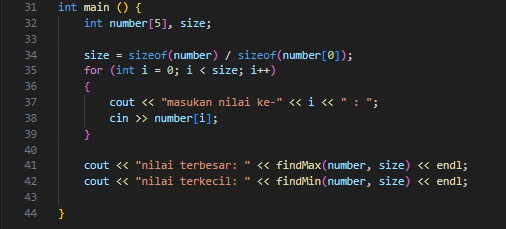 31 int main () {
32     int number[5], size;
33
34     size = sizeof(number) / sizeof(number[0]);
35     for (int i = 0; i < size; i++)
36     {
37         cout << "masukan nilai ke-" << i << " : ";
38         cin >> number[i];
39     }
40
41     cout << "nilai terbesar: " << findMax(number, size) << endl;
42     cout << "nilai terkecil: " << findMin(number, size) << endl;
43
44 }